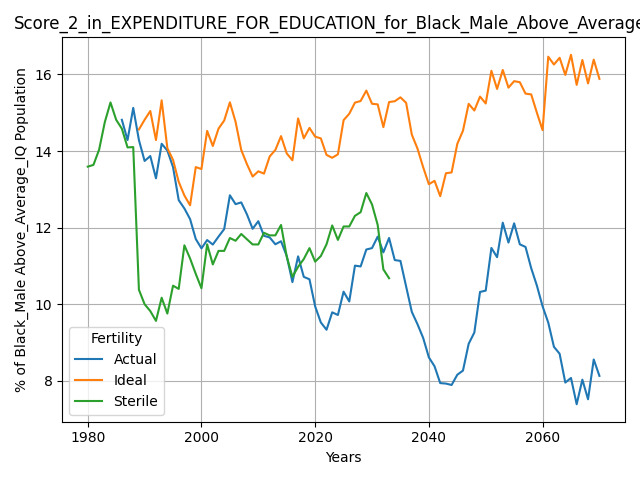 Score_2_in_EXPENDITURE_FOR_EDUCATION_for_Black_Male_Above_Average
% of Black_Male Above_Average_IQ Population
16
14
12
10
8
Fertility
Actual
Ideal
Sterile
1980
2000
2020
2040
2060
Years